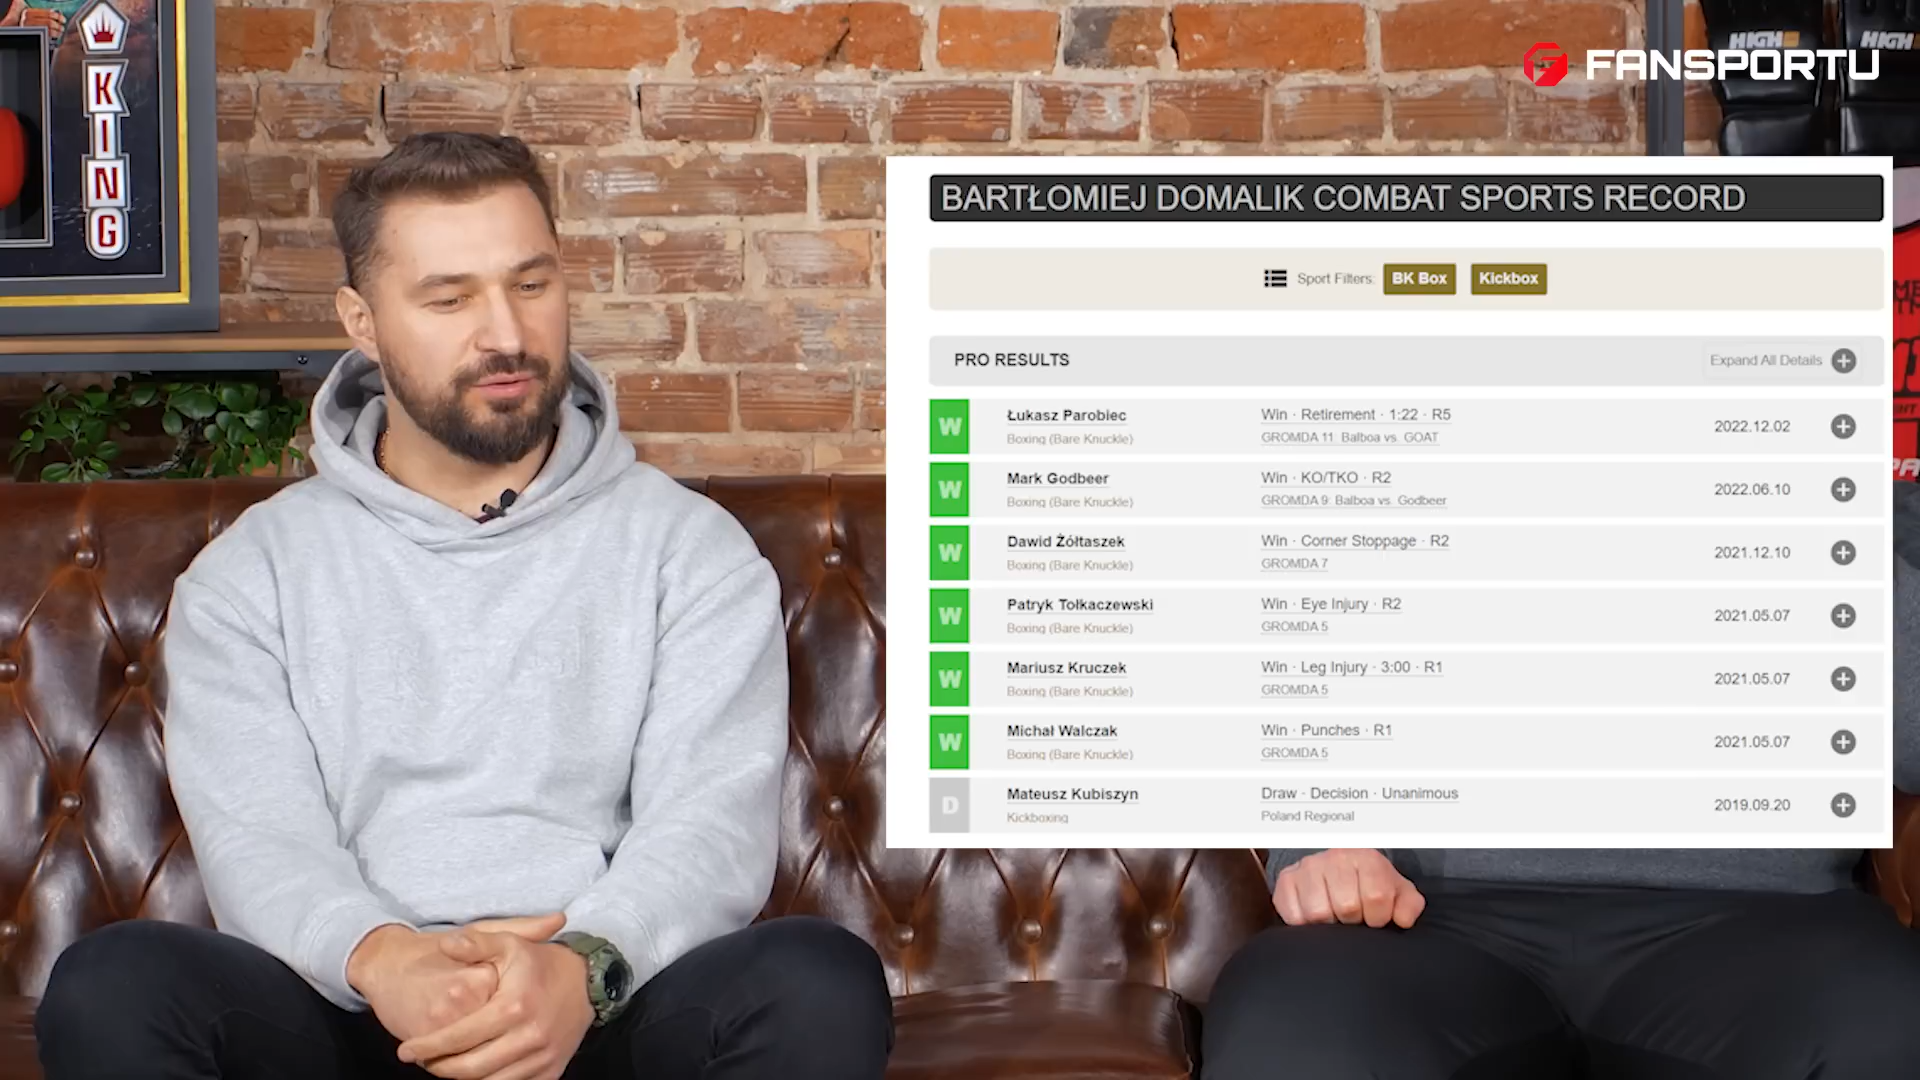 KING
HIGH
HIGH
FANSPORTU
BARTŁOMIEJ DOMALIK COMBAT SPORTS RECORD
Sport Filters: BK Box Kickbox
PRO RESULTS Expand All Details
W Łukasz Parobiec Win · Retirement · 1:22 · R5 2022.12.02
Boxing (Bare Knuckle) GROMDA 11: Balboa vs. GOAT
W Mark Godbeer Win · KO/TKO · R2 2022.06.10
Boxing (Bare Knuckle) GROMDA 9: Balboa vs. Godbeer
W Dawid Żółtaszek Win · Corner Stoppage · R2 2021.12.10
Boxing (Bare Knuckle) GROMDA 7
W Patryk Tołkaczewski Win · Eye Injury · R2 2021.05.07
Boxing (Bare Knuckle) GROMDA 5
W Mariusz Kruczek Win · Leg Injury · 3:00 · R1 2021.05.07
Boxing (Bare Knuckle) GROMDA 5
W Michał Walczak Win · Punches · R1 2021.05.07
Boxing (Bare Knuckle) GROMDA 5
D Mateusz Kubiszyn Draw · Decision · Unanimous 2019.09.20
Kickboxing Poland Regional